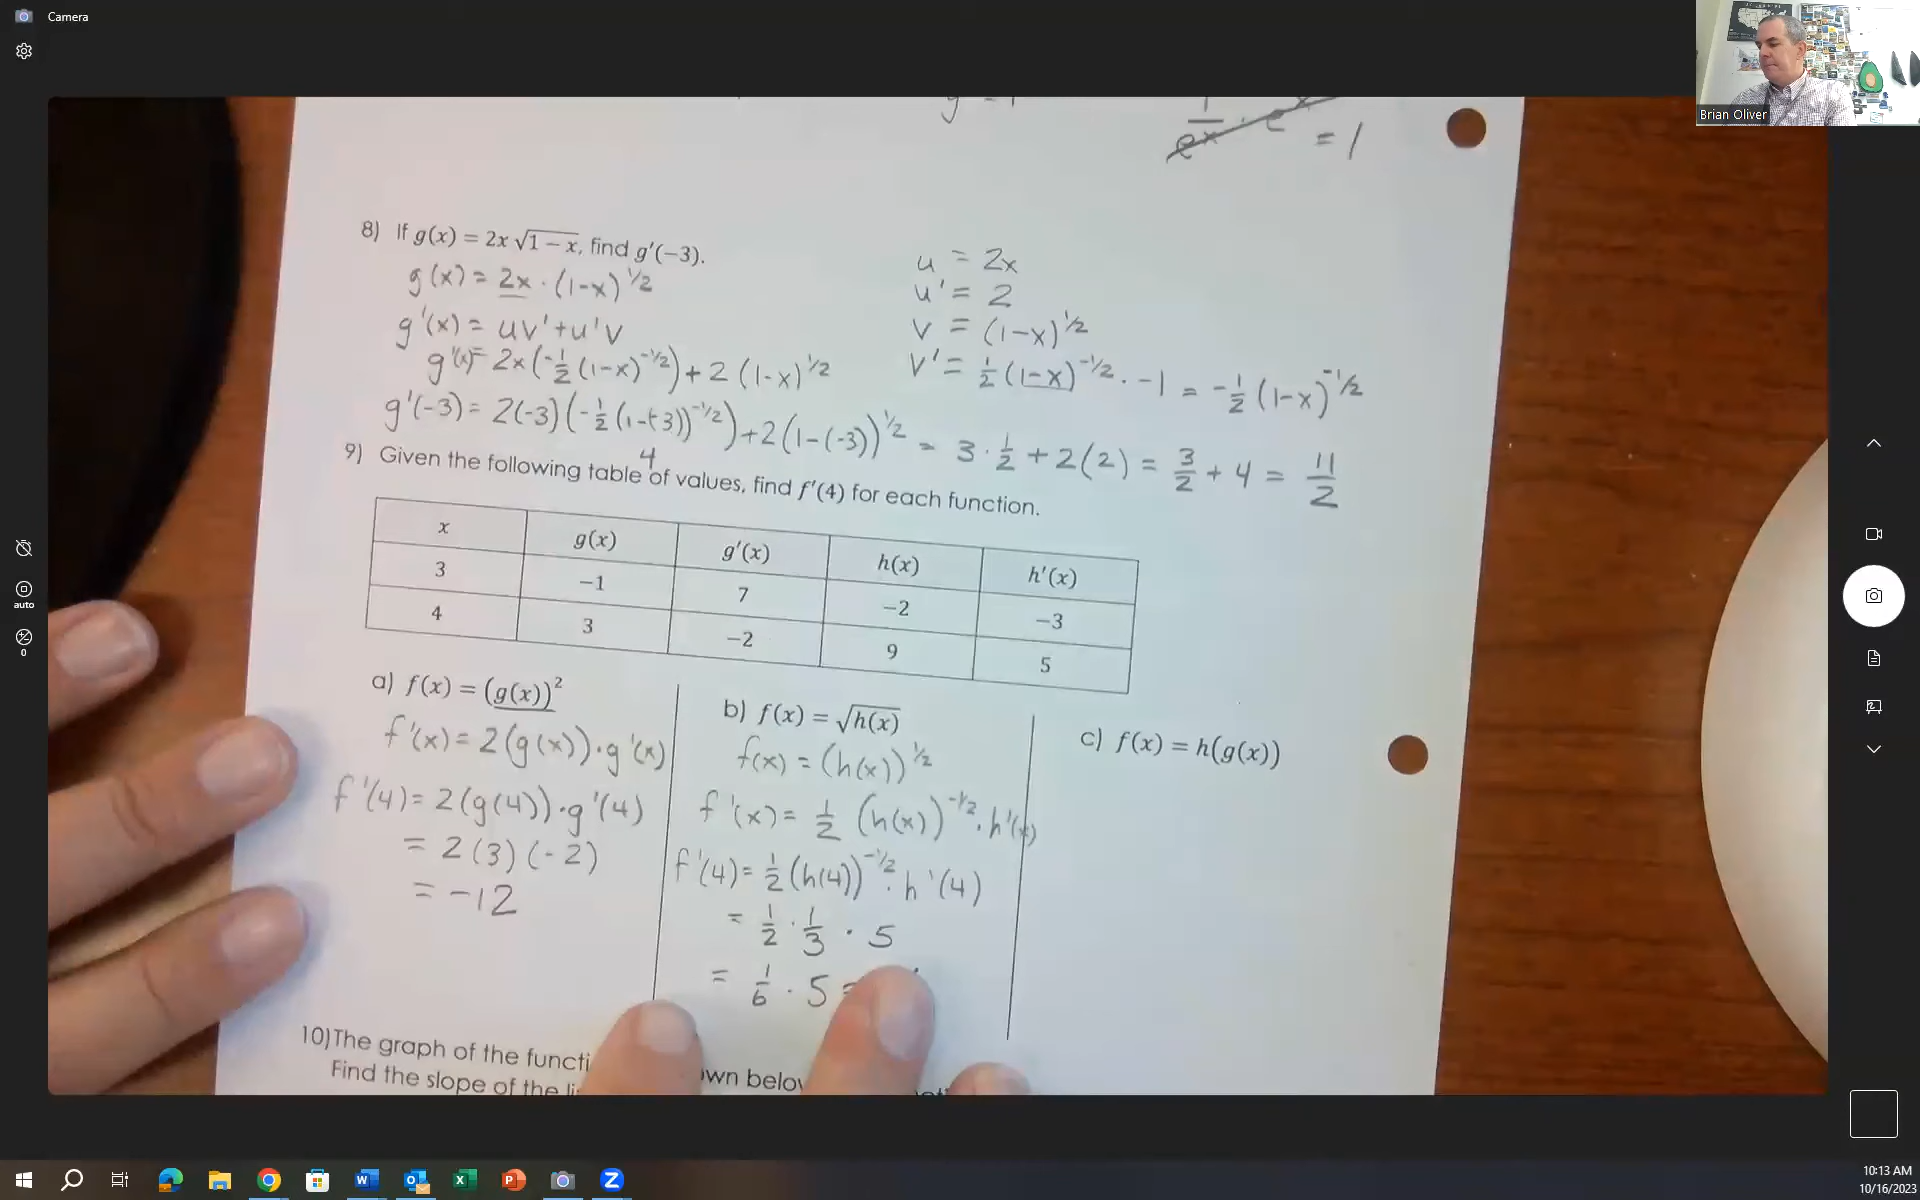 Camera
Brian Oliver
= 1
8) If g(x) = 2x √(1 − x), find g′(−3).
g(x) = 2x · (1-x)^1/2
g'(x) = uv' + u'v
g'(x) = 2x(-1/2 (1-x)^-1/2) + 2 (1-x)^1/2
g'(-3) = 2(-3)(-1/2 (1-(-3))^-1/2) + 2(1-(-3))^1/2 = 3 · 1/2 + 2(2) = 3/2 + 4 = 11/2
4
u = 2x
u' = 2
v = (1-x)^1/2
v' = 1/2 (1-x)^-1/2 · -1 = -1/2 (1-x)^-1/2
9) Given the following table of values, find f′(4) for each function.
x g(x) g′(x) h(x) h′(x)
3 −1 7 −2 −3
4 3 −2 9 5
a) f(x) = (g(x))^2
f'(x) = 2(g(x)) · g'(x)
f'(4) = 2(g(4)) · g'(4)
= 2(3)(-2)
= -12
b) f(x) = √h(x)
f(x) = (h(x))^1/2
f'(x) = 1/2 (h(x))^-1/2 · h'(x)
f'(4) = 1/2 (h(4))^-1/2 · h'(4)
= 1/2 · 1/3 · 5
= 1/6 · 5 =
c) f(x) = h(g(x))
10) The graph of the
Find the slope of the
auto
0
10:13 AM
10/16/2023